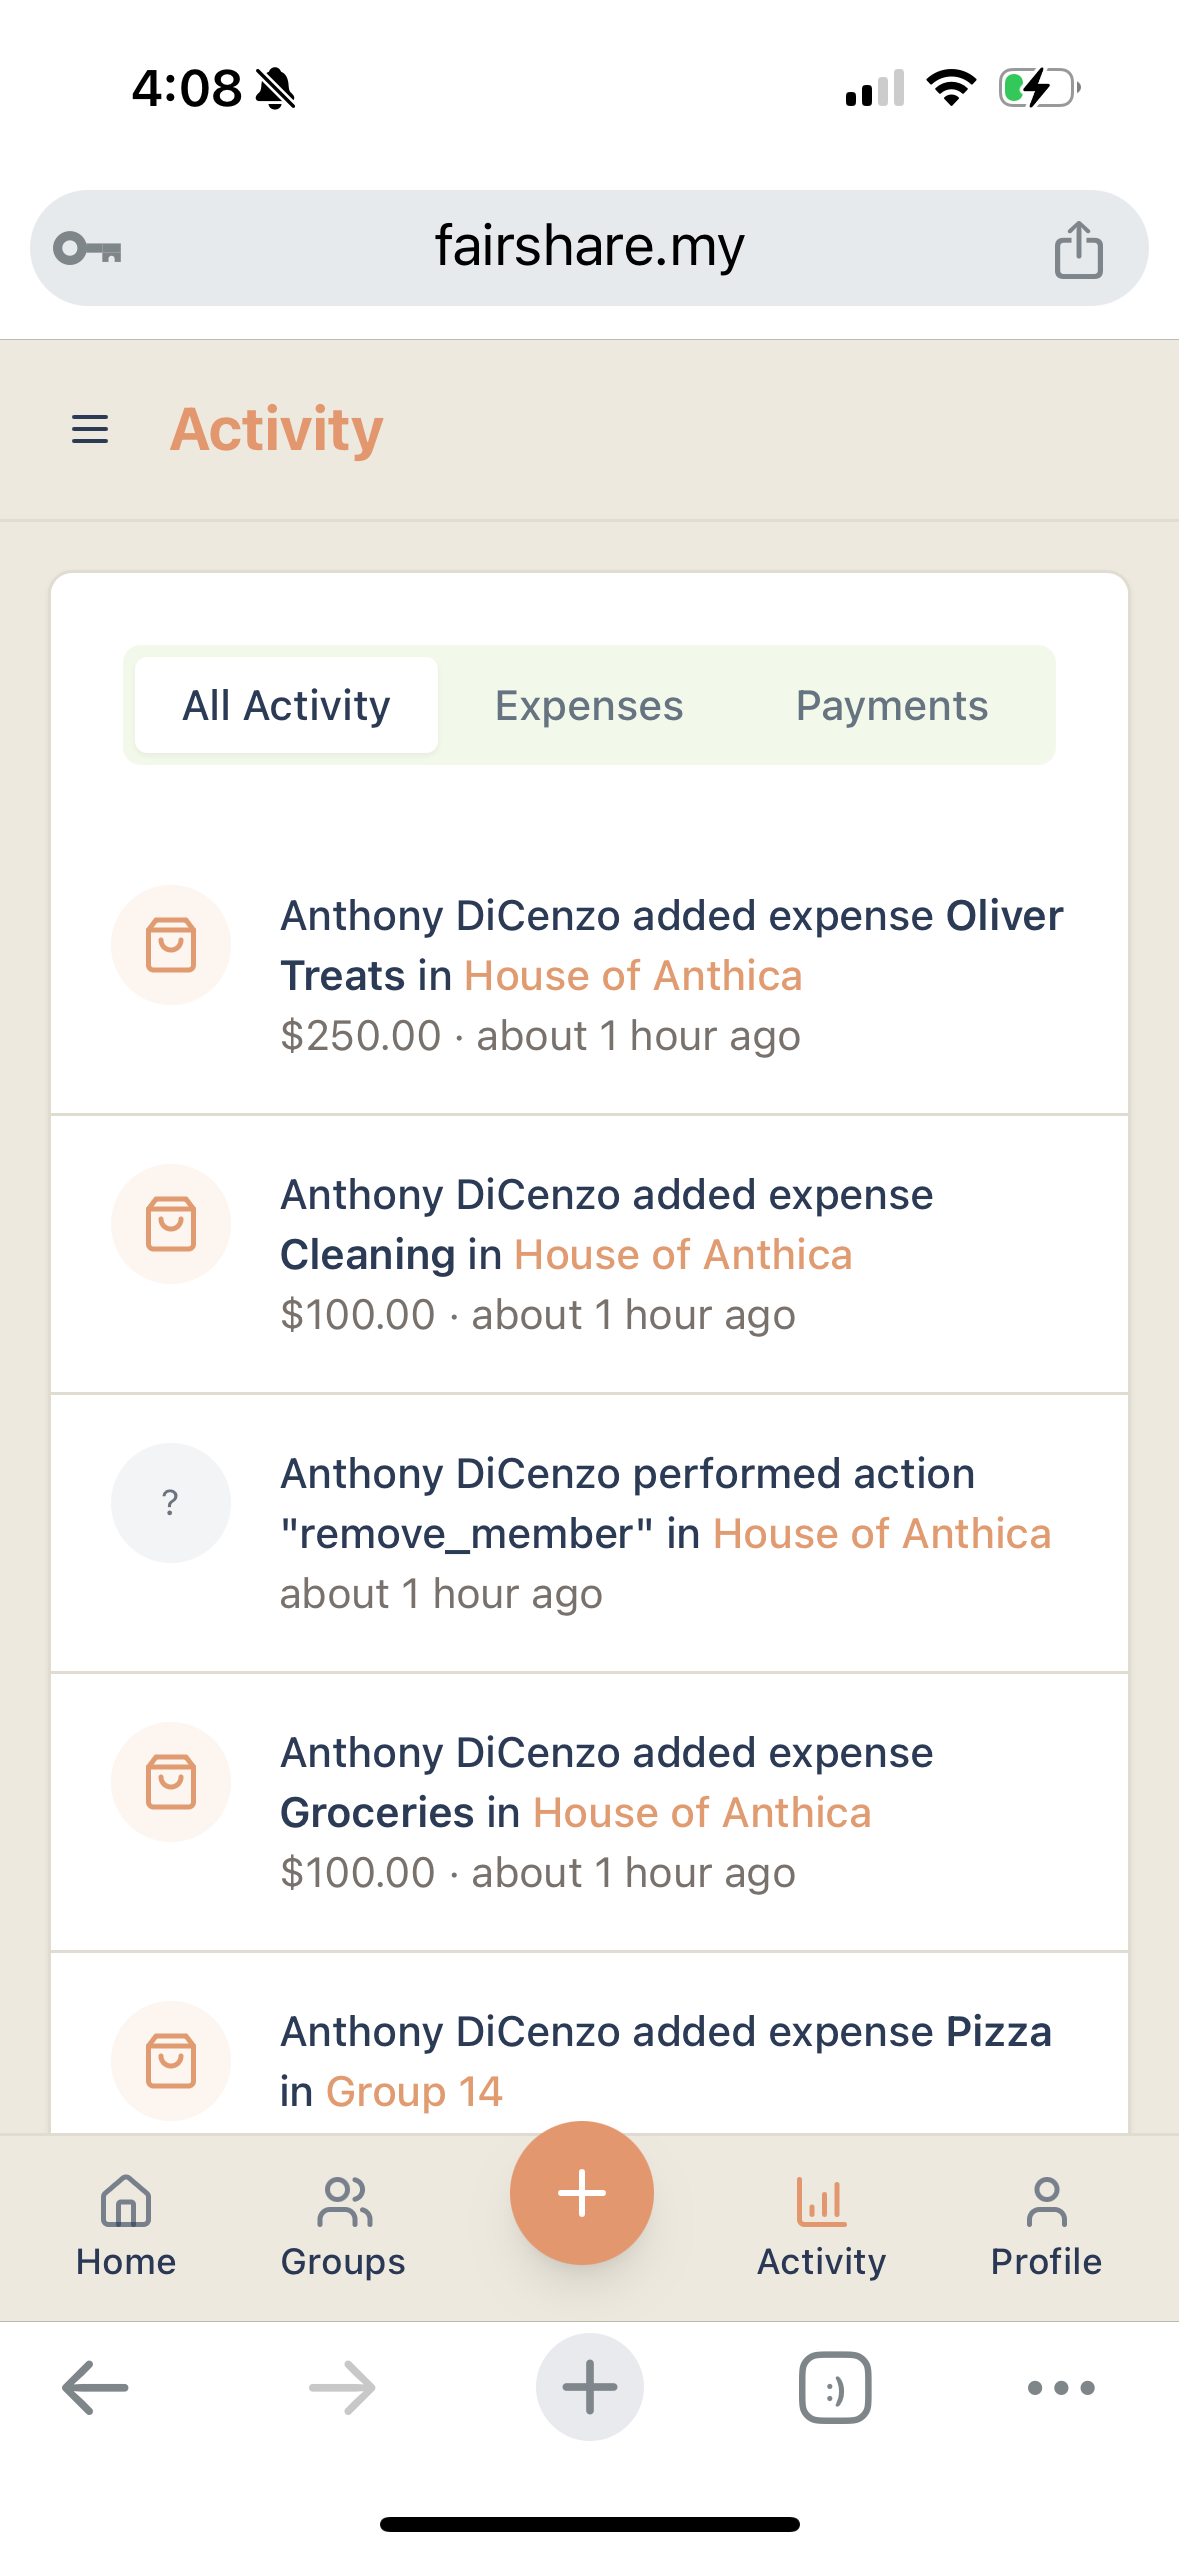 4:08
fairshare.my
Activity
All Activity Expenses Payments
Anthony DiCenzo added expense Oliver
Treats in House of Anthica
$250.00 · about 1 hour ago
Anthony DiCenzo added expense
Cleaning in House of Anthica
$100.00 · about 1 hour ago
?
Anthony DiCenzo performed action
"remove_member" in House of Anthica
about 1 hour ago
Anthony DiCenzo added expense
Groceries in House of Anthica
$100.00 · about 1 hour ago
Anthony DiCenzo added expense Pizza
in Group 14
Home Groups Activity Profile
:)